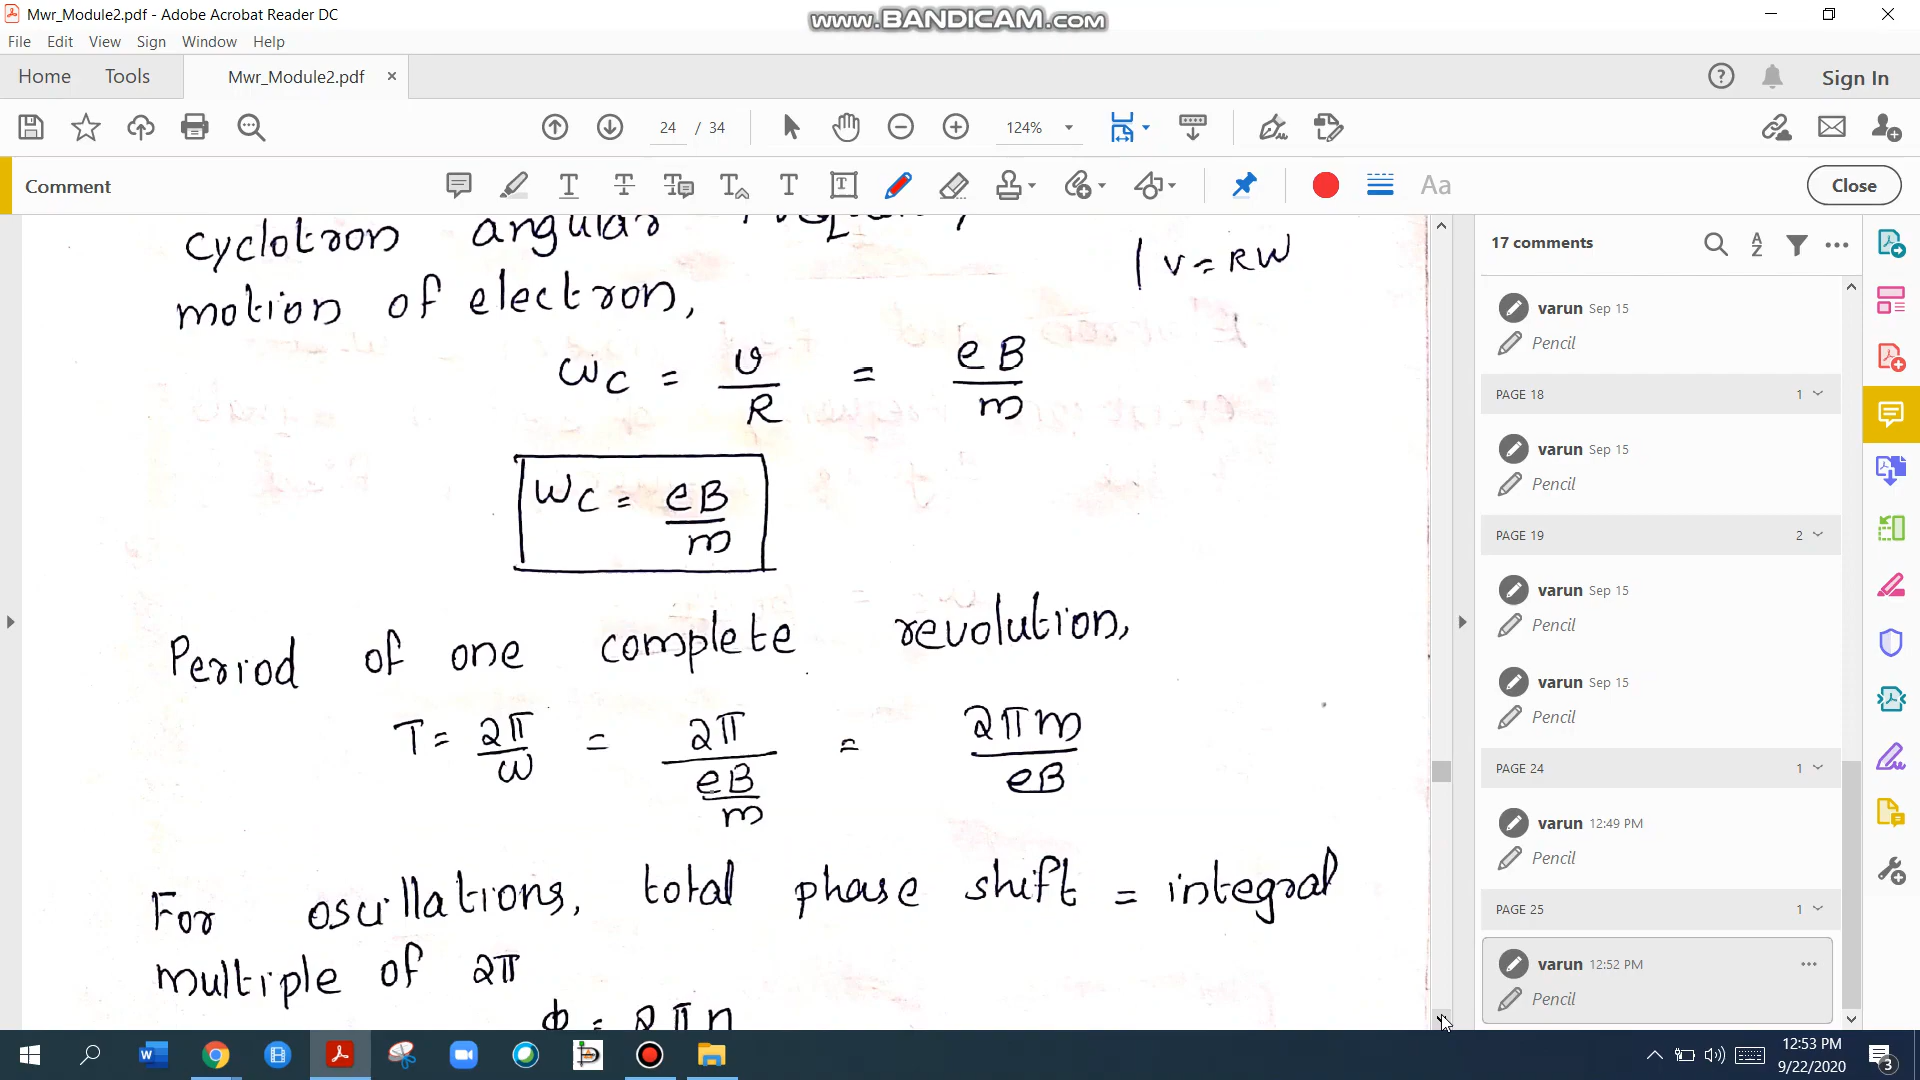 Mwr_Module2.pdf - Adobe Acrobat Reader DC
www.BANDICAM.com
File Edit View Sign Window Help
Home Tools Mwr_Module2.pdf × Sign In
24 / 34 124%
Comment Aa Close
cyclotron angular frequency
motion of electron, | v = RW
ωc = v/R = eB/m
Wc = eB/m
Period of one complete revolution,
T = 2π/ω = 2π/(eB/m) = 2πm/eB
For oscillations, total phase shift = integral
multiple of 2π
φ = 2πn
17 comments
varun Sep 15
Pencil
PAGE 18 1
varun Sep 15
Pencil
PAGE 19 2
varun Sep 15
Pencil
varun Sep 15
Pencil
PAGE 24 1
varun 12:49 PM
Pencil
PAGE 25 1
varun 12:52 PM
Pencil
12:53 PM
9/22/2020
3